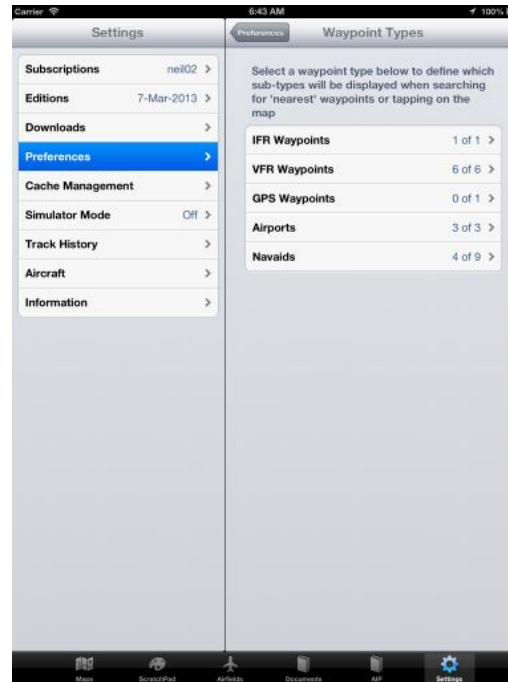 Carrier 6:43 AM 100%
Settings
Preferences
Waypoint Types
Subscriptions neil02
Editions 7-Mar-2013
Downloads
Preferences
Cache Management
Simulator Mode Off
Track History
Aircraft
Information
Select a waypoint type below to define which
sub-types will be displayed when searching
for 'nearest' waypoints or tapping on the
map
IFR Waypoints 1 of 1
VFR Waypoints 6 of 6
GPS Waypoints 0 of 1
Airports 3 of 3
Navaids 4 of 9
Maps ScratchPad Airfields Documents AIP Settings